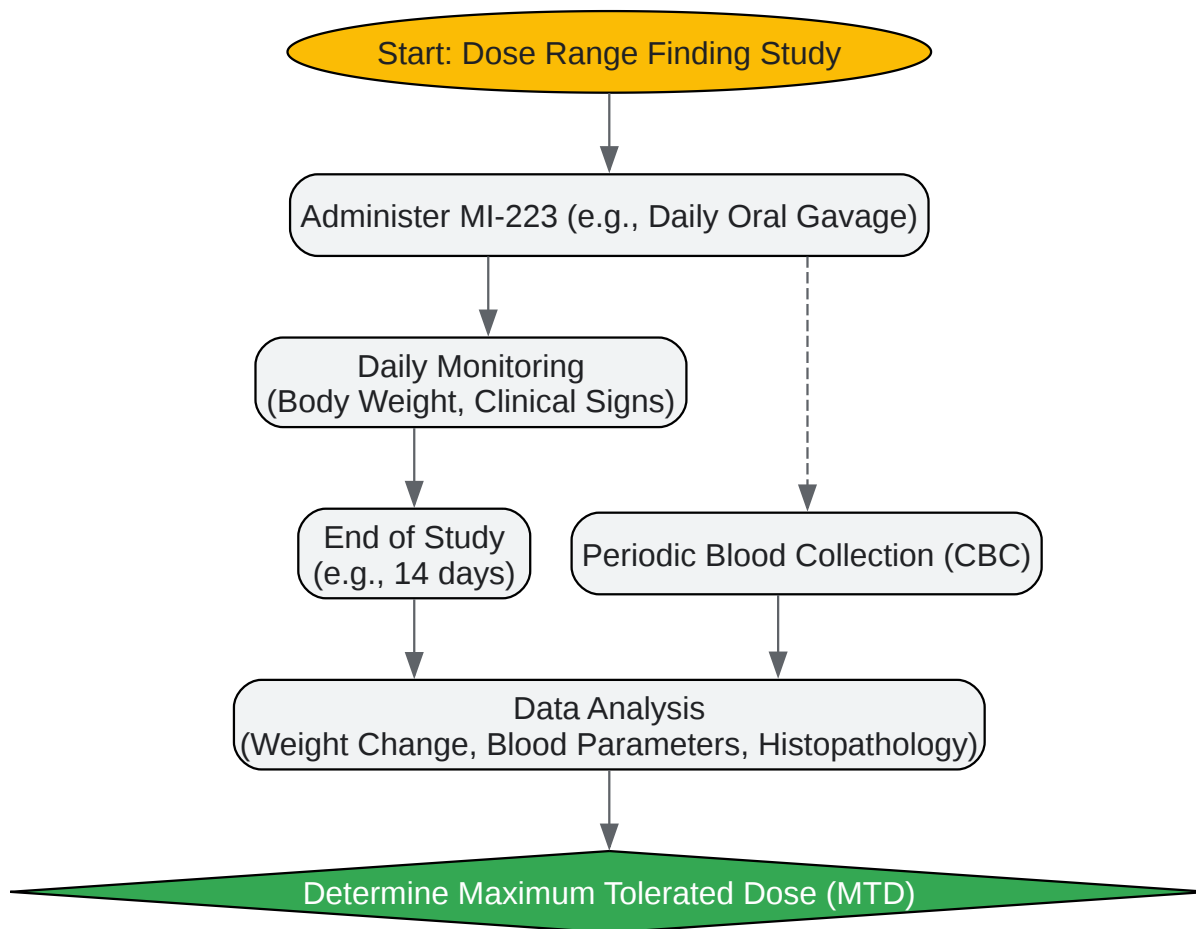 Start: Dose Range Finding Study
Administer MI-223 (e.g., Daily Oral Gavage)
Daily Monitoring
(Body Weight, Clinical Signs)
End of Study
(e.g., 14 days)
Periodic Blood Collection (CBC)
Data Analysis
(Weight Change, Blood Parameters, Histopathology)
Determine Maximum Tolerated Dose (MTD)